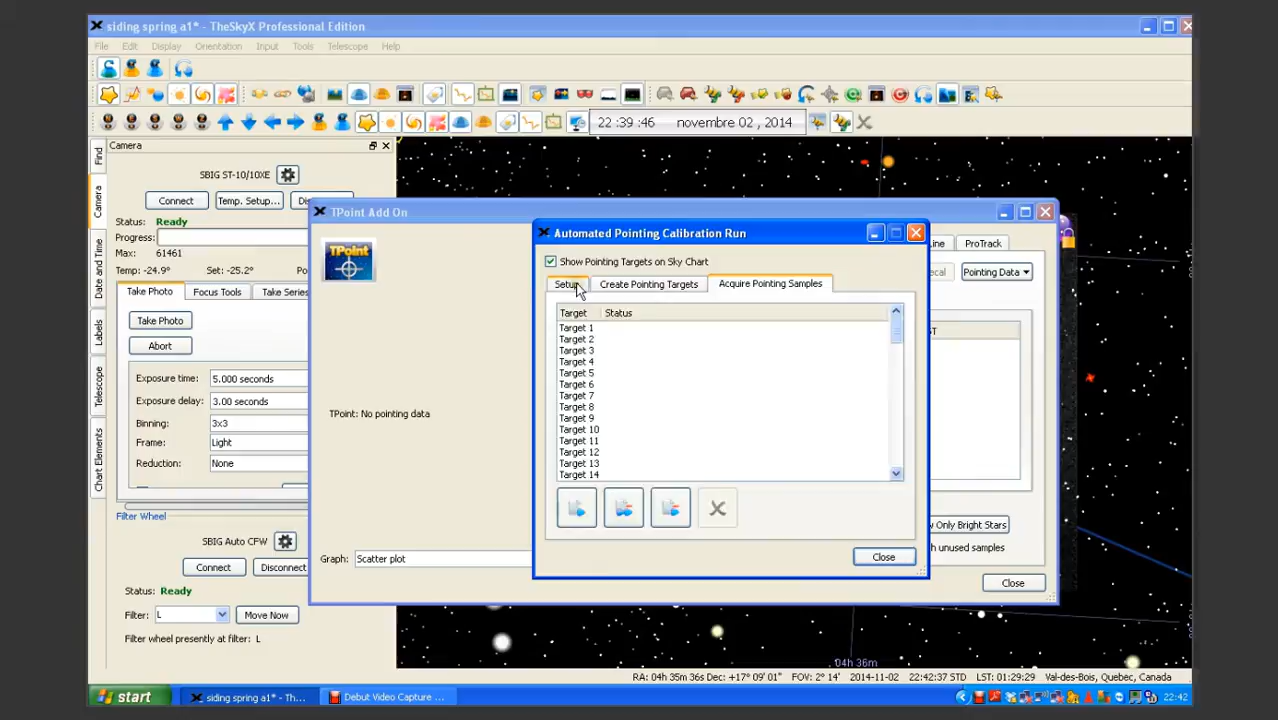 siding spring a1* - TheSkyX Professional Edition
File Edit Display Orientation Input Tools Telescope Help
22 : 39 : 46 novembre 02 , 2014
Find
Camera
Date and Time
Labels
Telescope
Chart Elements
Camera
SBIG ST-10/10XE
Connect Temp. Setup...
Status: Ready
Progress:
Max: 61461
Temp: -24.9° Set: -25.2°
Take Photo Focus Tools Take Series
Take Photo
Abort
Exposure time: 5.000 seconds
Exposure delay: 3.00 seconds
Binning: 3x3
Frame: Light
Reduction: None
Filter Wheel
SBIG Auto CFW
Connect Disconnect
Status: Ready
Filter: L Move Now
Filter wheel presently at filter: L
TPoint Add On
TPoint
TPoint: No pointing data
Graph: Scatter plot
ProTrack
Pointing Data
Only Bright Stars
unused samples
Close
Automated Pointing Calibration Run
Show Pointing Targets on Sky Chart
Setup Create Pointing Targets Acquire Pointing Samples
Target Status
Target 1
Target 2
Target 3
Target 4
Target 5
Target 6
Target 7
Target 8
Target 9
Target 10
Target 11
Target 12
Target 13
Target 14
Close
04h 36m
RA: 04h 35m 36s Dec: +17° 09' 01" FOV: 2° 14' 2014-11-02 22:42:37 STD LST: 01:29:29 Val-des-Bois, Quebec, Canada
start siding spring a1* - Th... Debut Video Capture ... 22:42